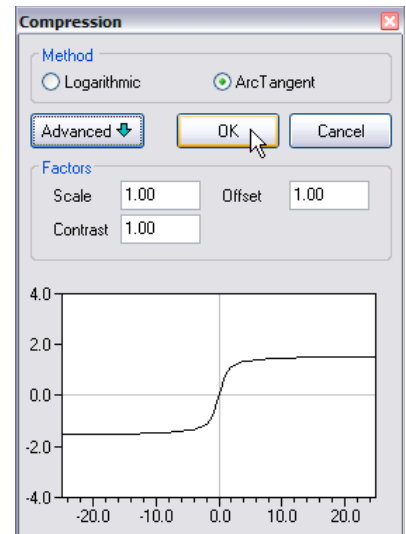 Compression
Method
Logarithmic ArcTangent
Advanced OK Cancel
Factors
Scale 1.00 Offset 1.00
Contrast 1.00
4.0
2.0
0.0
-2.0
-4.0
-20.0 -10.0 0.0 10.0 20.0